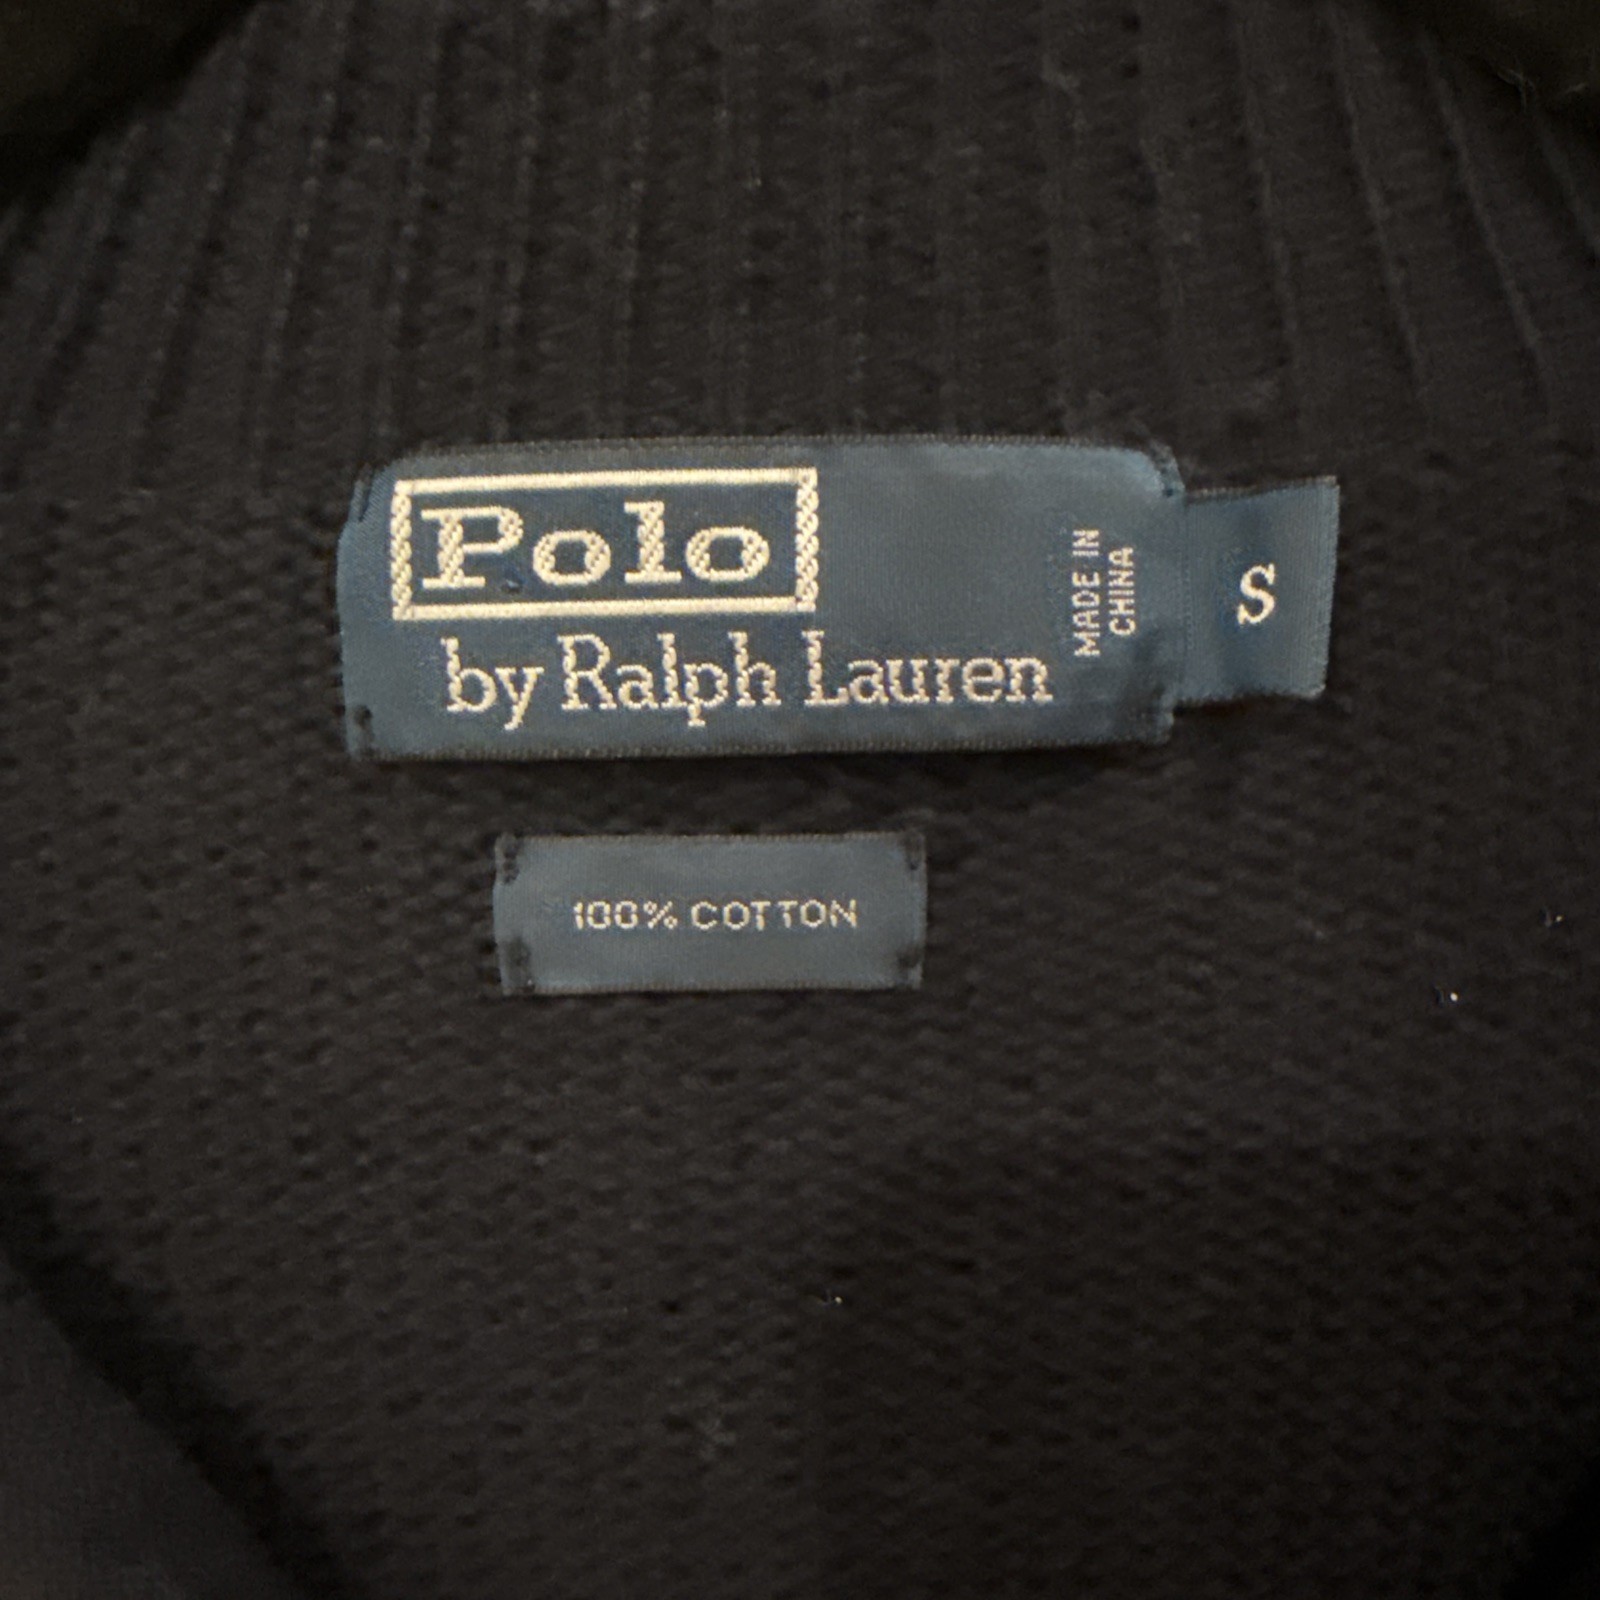 Polo
by Ralph Lauren
MADE IN
CHINA
S
100% COTTON